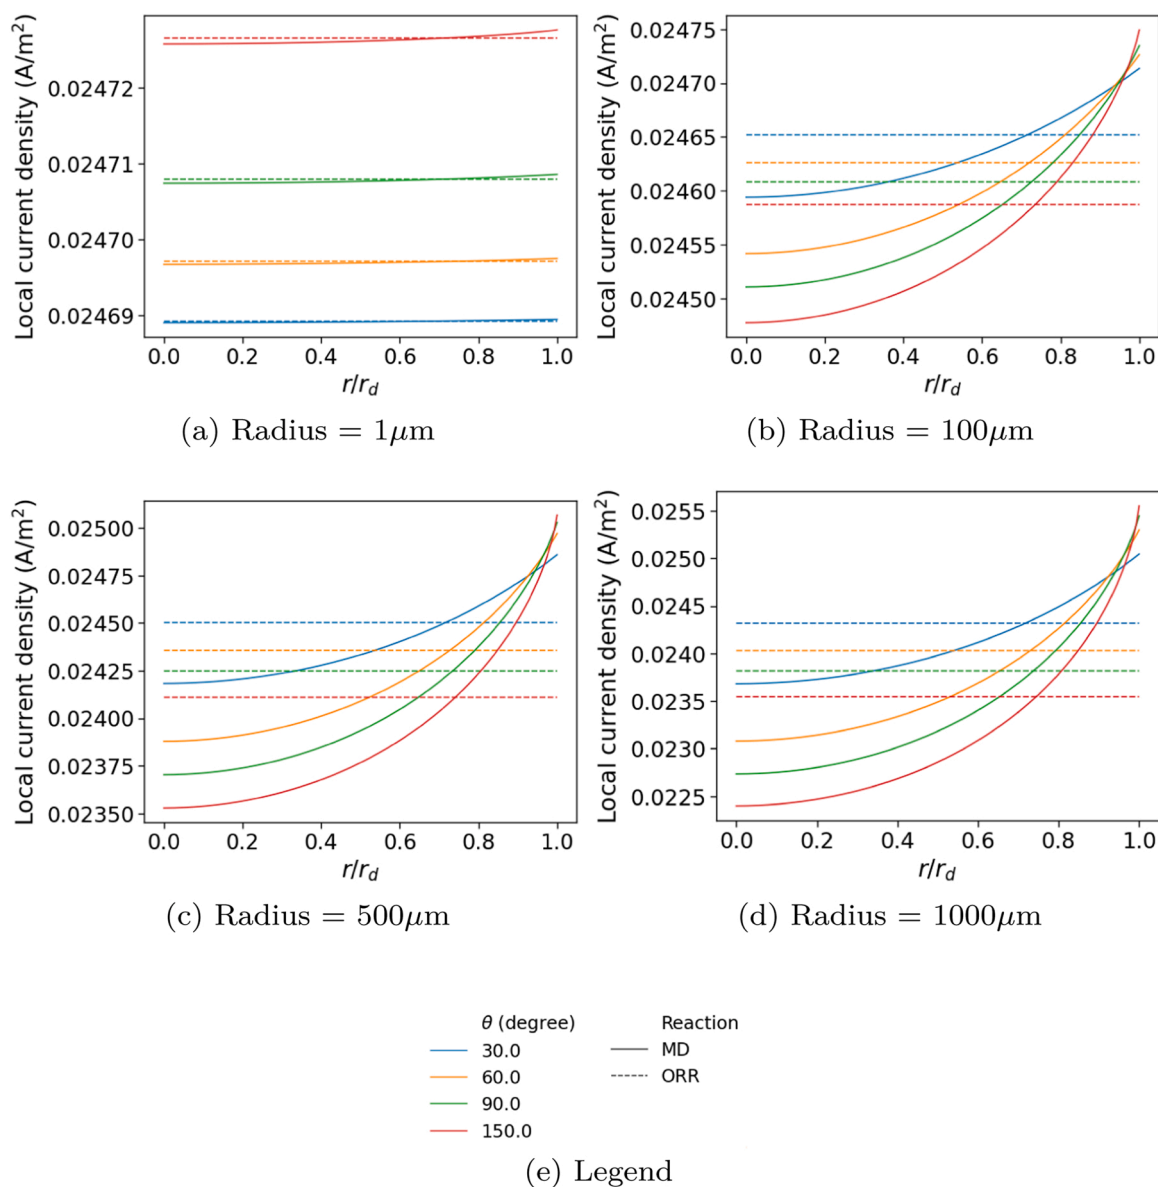 Local current density (A/m²)
0.02472
0.02471
0.02470
0.02469
0.0 0.2 0.4 0.6 0.8 1.0
r/r_d
(a) Radius = 1μm
Local current density (A/m²)
0.02475
0.02470
0.02465
0.02460
0.02455
0.02450
0.0 0.2 0.4 0.6 0.8 1.0
r/r_d
(b) Radius = 100μm
Local current density (A/m²)
0.02500
0.02475
0.02450
0.02425
0.02400
0.02375
0.02350
0.0 0.2 0.4 0.6 0.8 1.0
r/r_d
(c) Radius = 500μm
Local current density (A/m²)
0.0255
0.0250
0.0245
0.0240
0.0235
0.0230
0.0225
0.0 0.2 0.4 0.6 0.8 1.0
r/r_d
(d) Radius = 1000μm
θ (degree) Reaction
30.0 MD
60.0 ORR
90.0
150.0
(e) Legend